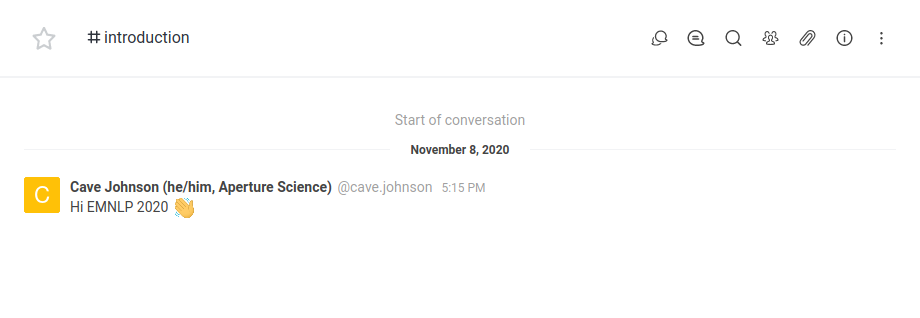 # introduction
Start of conversation
November 8, 2020
C
Cave Johnson (he/him, Aperture Science) @cave.johnson 5:15 PM
Hi EMNLP 2020 👋